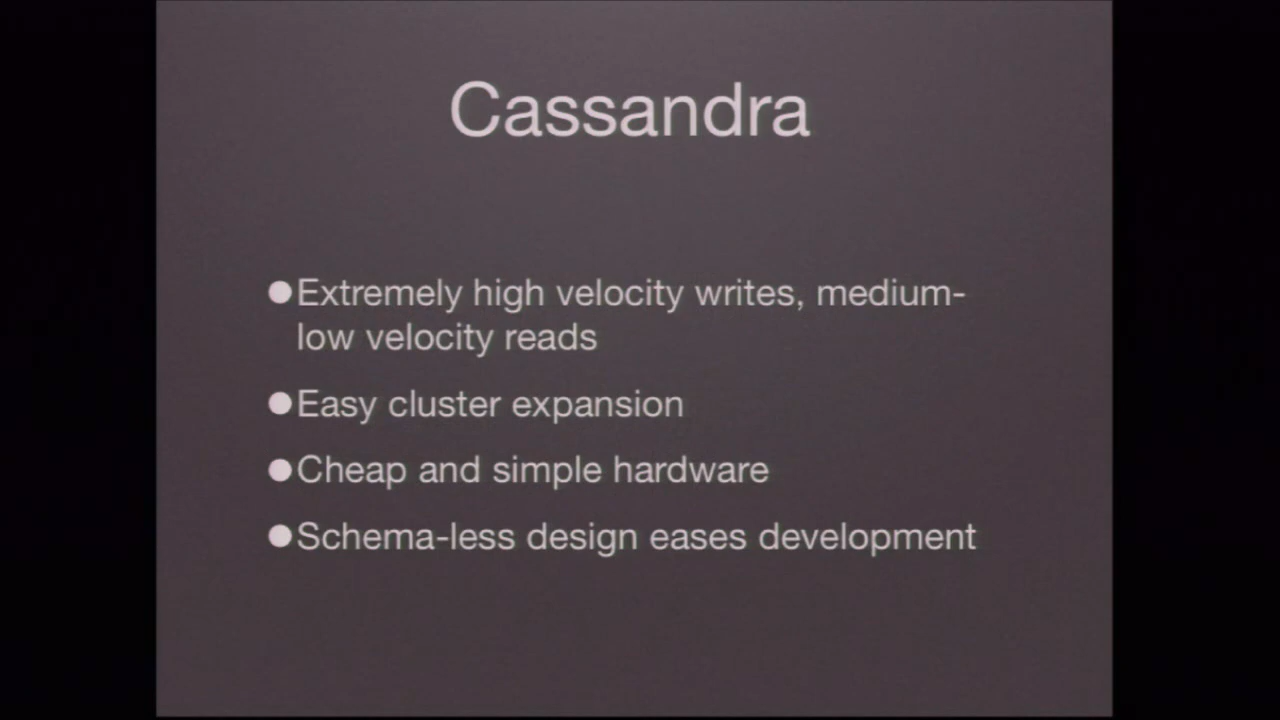 Cassandra
●Extremely high velocity writes, medium-
low velocity reads
●Easy cluster expansion
●Cheap and simple hardware
●Schema-less design eases development